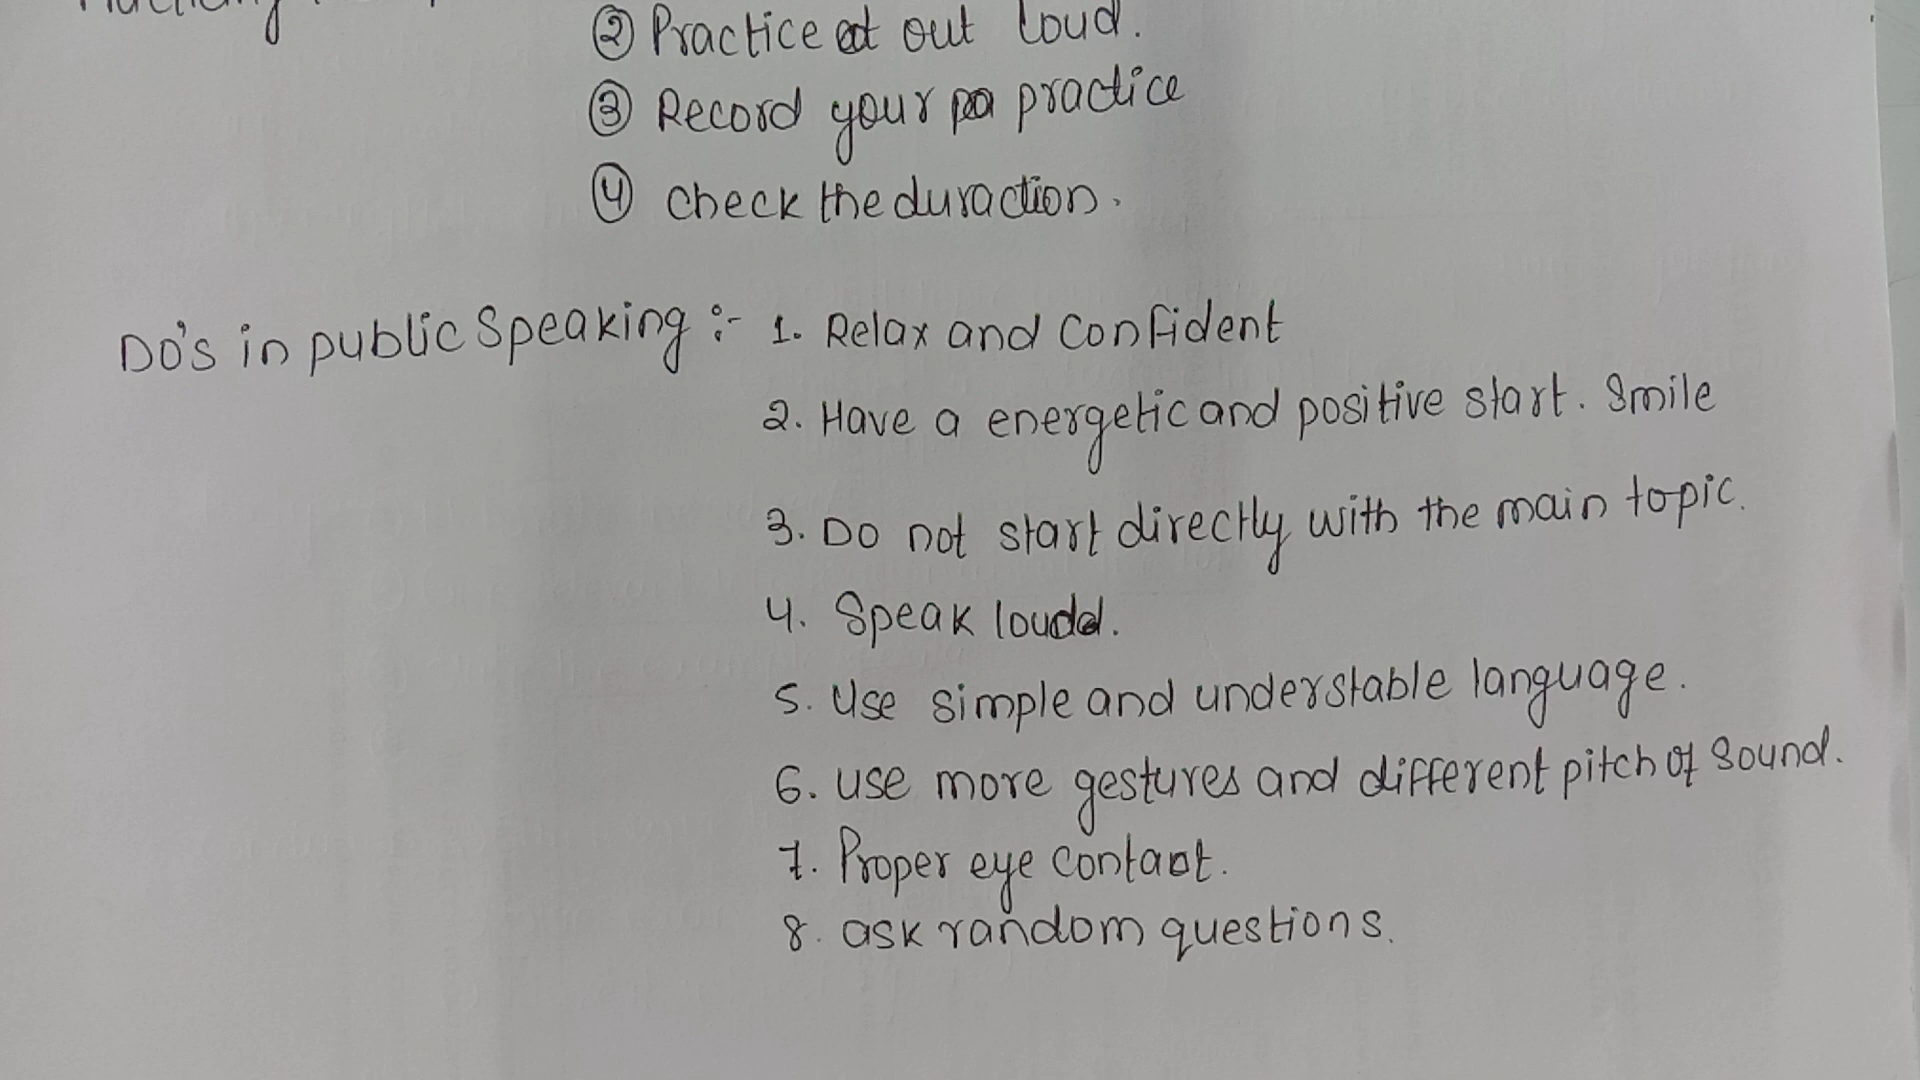 ② Practice out loud.
③ Record your practice
④ check the duraction.
Do's in public speaking :- 1. Relax and confident
2. Have a energetic and positive start. Smile
3. Do not start directly with the main topic.
4. Speak loud.
5. Use simple and understable language.
6. use more gestures and different pitch of sound.
7. Proper eye contact.
8. ask random questions.